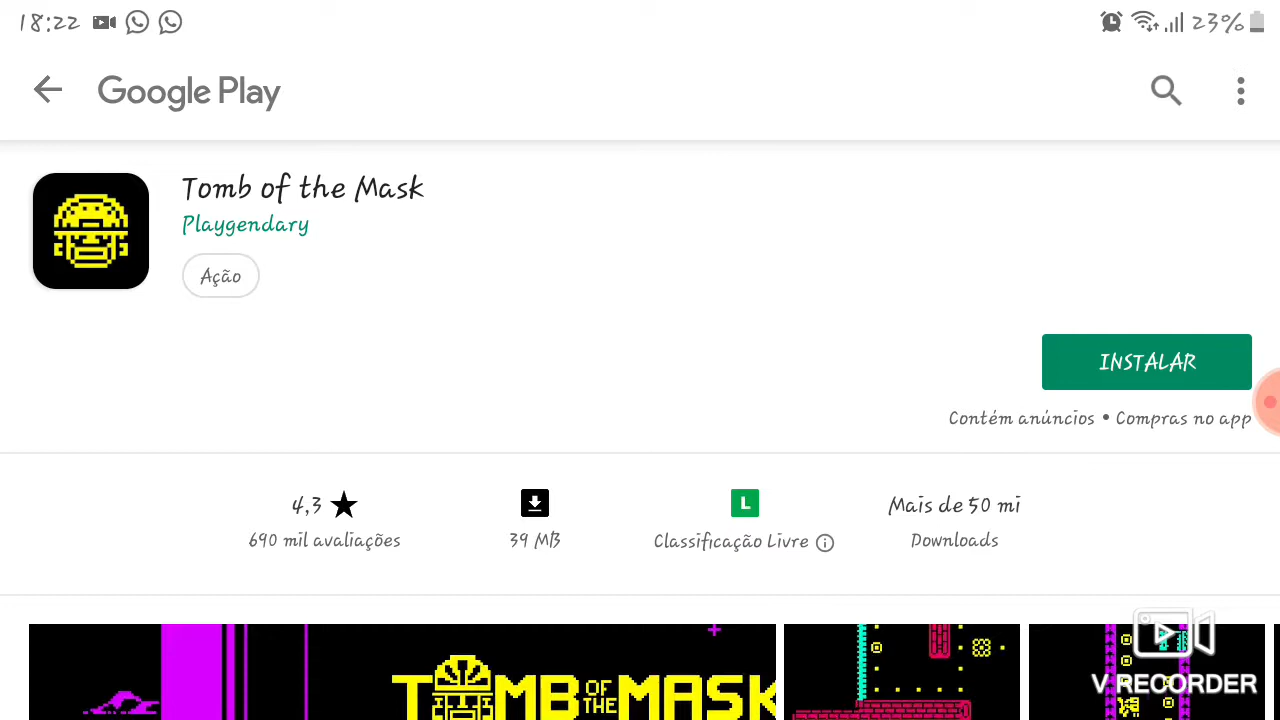 18:22
23%
Google Play
Tomb of the Mask
Playgendary
Ação
INSTALAR
Contém anúncios • Compras no app
4,3 ★
L
Mais de 50 mi
690 mil avaliações
39 MB
Classificação Livre
Downloads
TOMB OF THE MASK
V RECORDER